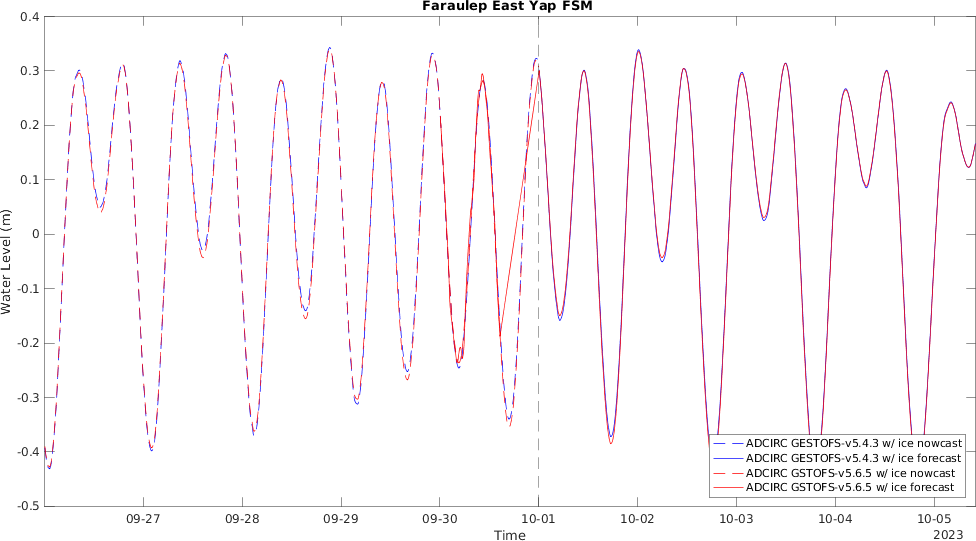 Faraulep East Yap FSM
0.4
0.3
0.2
0.1
0
-0.1
-0.2
-0.3
-0.4
-0.5
Water Level (m)
ADCIRC GESTOFS-v5.4.3 w/ ice nowcast
ADCIRC GESTOFS-v5.4.3 w/ ice forecast
ADCIRC GSTOFS-v5.6.5 w/ ice nowcast
ADCIRC GSTOFS-v5.6.5 w/ ice forecast
09-27 09-28 09-29 09-30 10-01 10-02 10-03 10-04 10-05
Time
2023